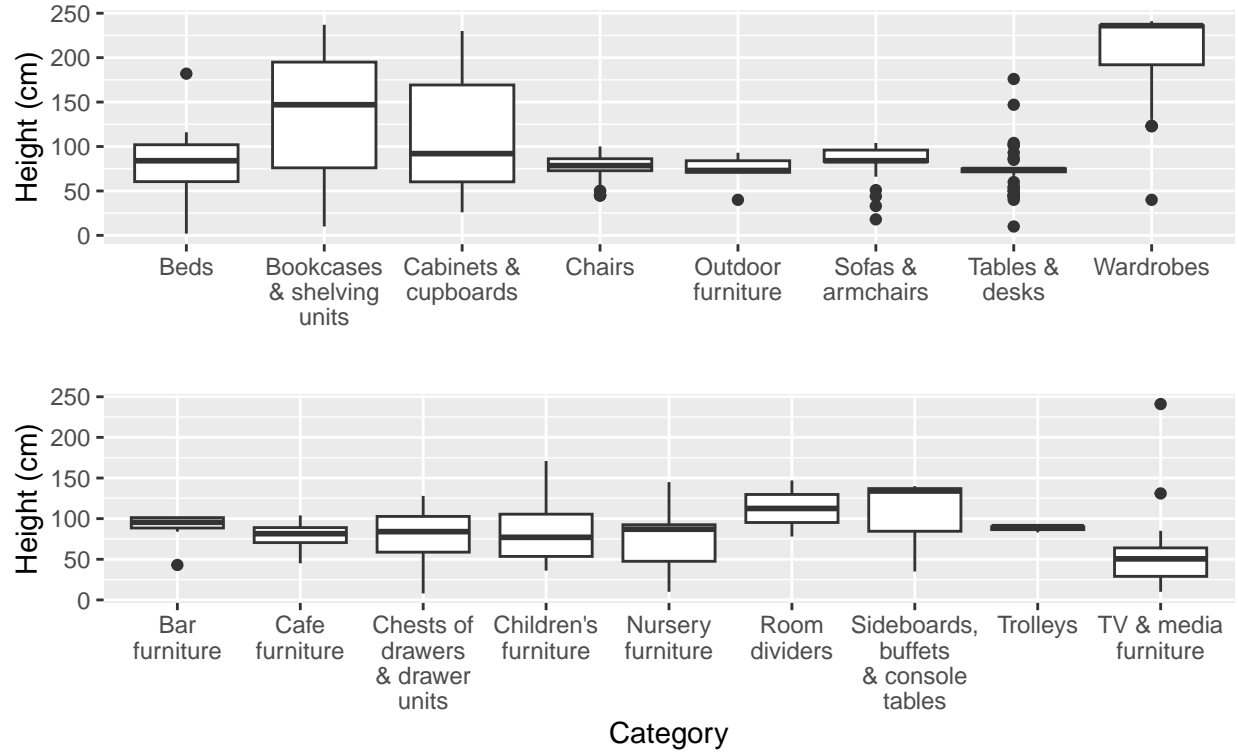 250
200
150
100
50
0
Height (cm)
Beds
Bookcases
& shelving
units
Cabinets &
cupboards
Chairs
Outdoor
furniture
Sofas &
armchairs
Tables &
desks
Wardrobes
250
200
150
100
50
0
Height (cm)
Bar
furniture
Cafe
furniture
Chests of
drawers
& drawer
units
Children's
furniture
Nursery
furniture
Room
dividers
Sideboards,
buffets
& console
tables
Trolleys
TV & media
furniture
Category